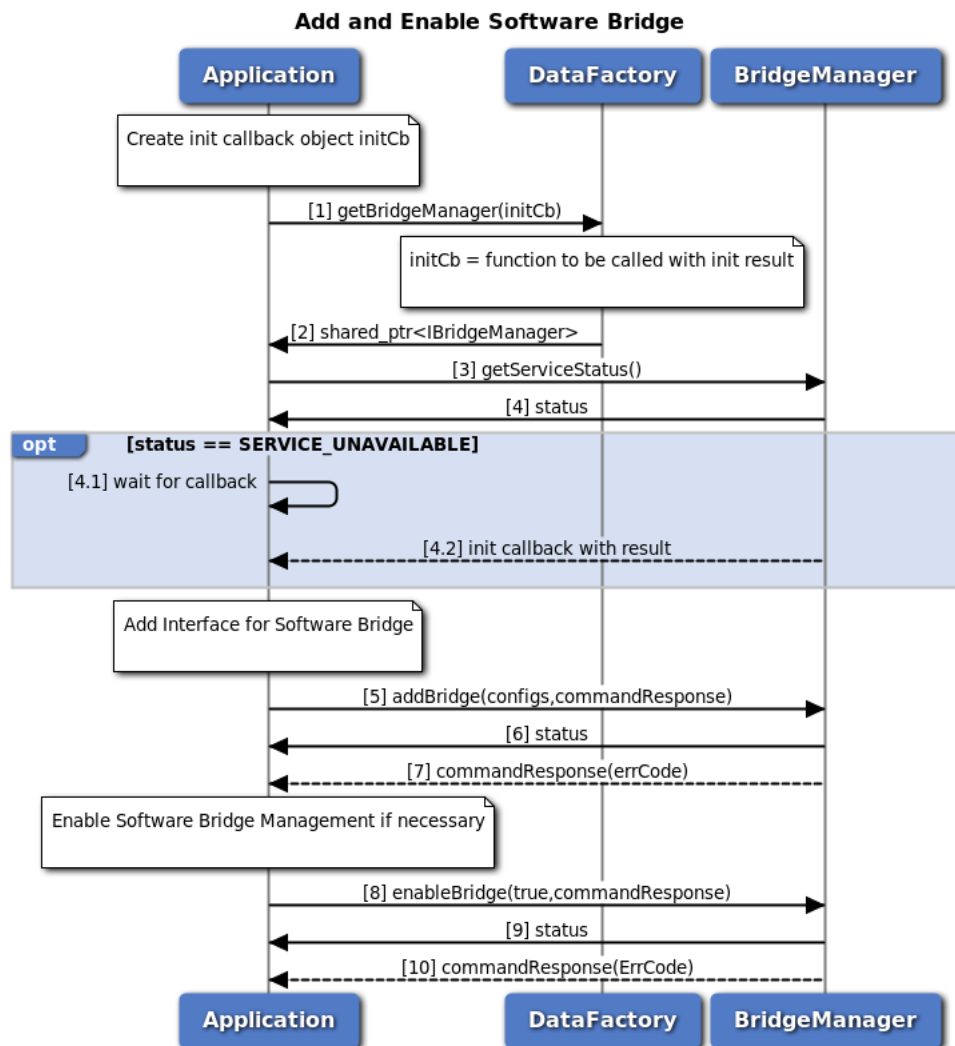 Add and Enable Software Bridge
Application DataFactory BridgeManager
Create init callback object initCb
[1] getBridgeManager(initCb)
initCb = function to be called with init result
[2] shared_ptr<IBridgeManager>
[3] getServiceStatus()
[4] status
opt [status == SERVICE_UNAVAILABLE]
[4.1] wait for callback
[4.2] init callback with result
Add Interface for Software Bridge
[5] addBridge(configs,commandResponse)
[6] status
[7] commandResponse(errCode)
Enable Software Bridge Management if necessary
[8] enableBridge(true,commandResponse)
[9] status
[10] commandResponse(ErrCode)
Application DataFactory BridgeManager